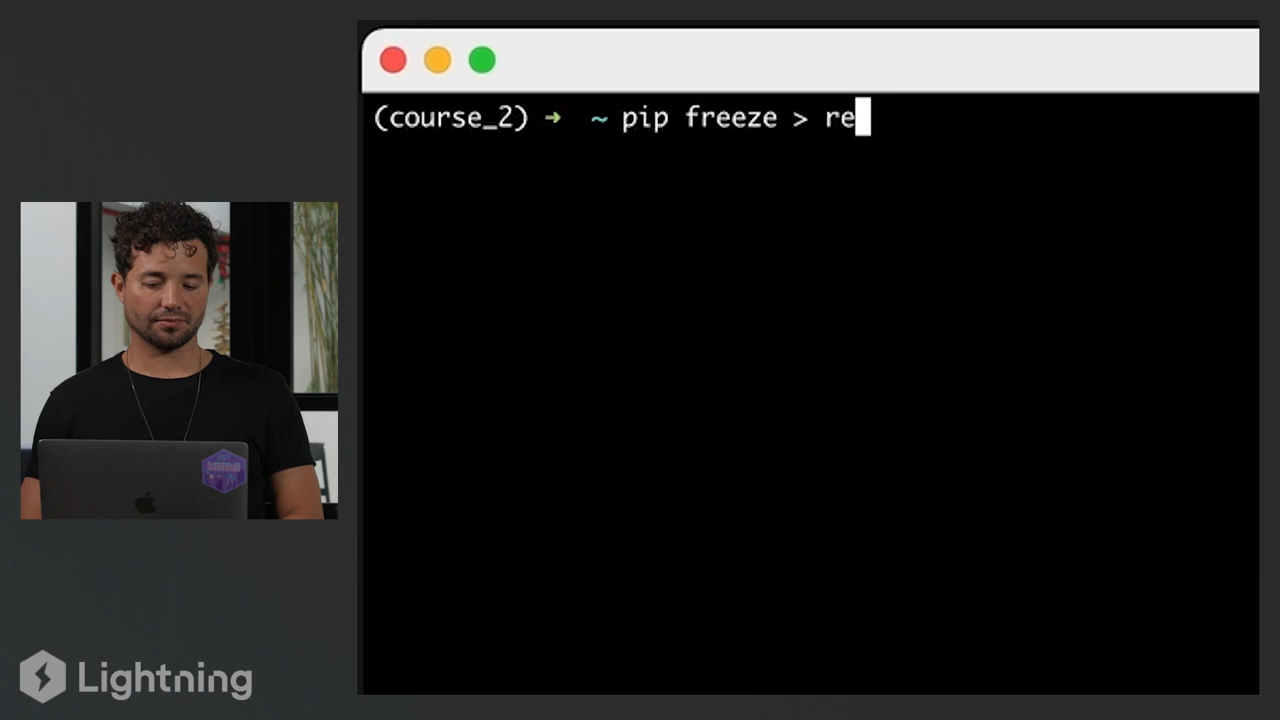 (course_2) ➜ ~ pip freeze > re
Lightning